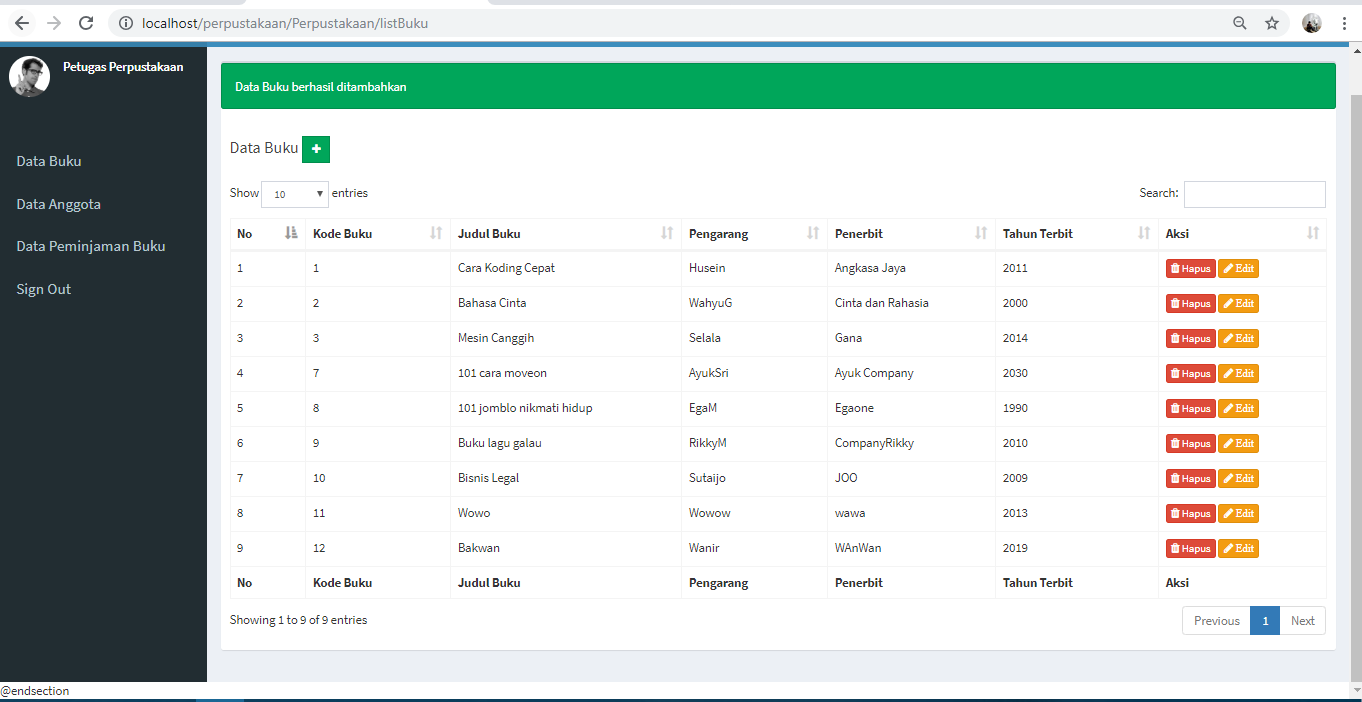 localhost/perpustakaan/Perpustakaan/listBuku
Petugas Perpustakaan
Data Buku
Data Anggota
Data Peminjaman Buku
Sign Out
Data Buku berhasil ditambahkan
Data Buku
Show 10 entries Search:
No Kode Buku Judul Buku Pengarang Penerbit Tahun Terbit Aksi
1 1 Cara Koding Cepat Husein Angkasa Jaya 2011 Hapus Edit
2 2 Bahasa Cinta WahyuG Cinta dan Rahasia 2000 Hapus Edit
3 3 Mesin Canggih Selala Gana 2014 Hapus Edit
4 7 101 cara moveon AyukSri Ayuk Company 2030 Hapus Edit
5 8 101 jomblo nikmati hidup EgaM Egaone 1990 Hapus Edit
6 9 Buku lagu galau RikkyM CompanyRikky 2010 Hapus Edit
7 10 Bisnis Legal Sutaijo JOO 2009 Hapus Edit
8 11 Wowo Wowow wawa 2013 Hapus Edit
9 12 Bakwan Wanir WAnWan 2019 Hapus Edit
No Kode Buku Judul Buku Pengarang Penerbit Tahun Terbit Aksi
Showing 1 to 9 of 9 entries Previous 1 Next
@endsection